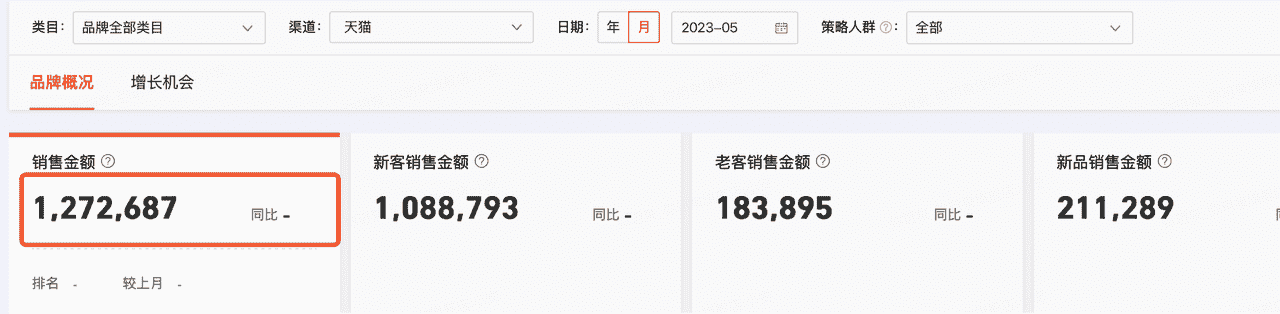 类目: 品牌全部类目 渠道: 天猫 日期: 年 月 2023-05 策略人群 ? : 全部
品牌概况 增长机会
销售金额 ? 新客销售金额 ? 老客销售金额 ? 新品销售金额 ?
1,272,687 同比 - 1,088,793 同比 - 183,895 同比 - 211,289
排名 - 较上月 -